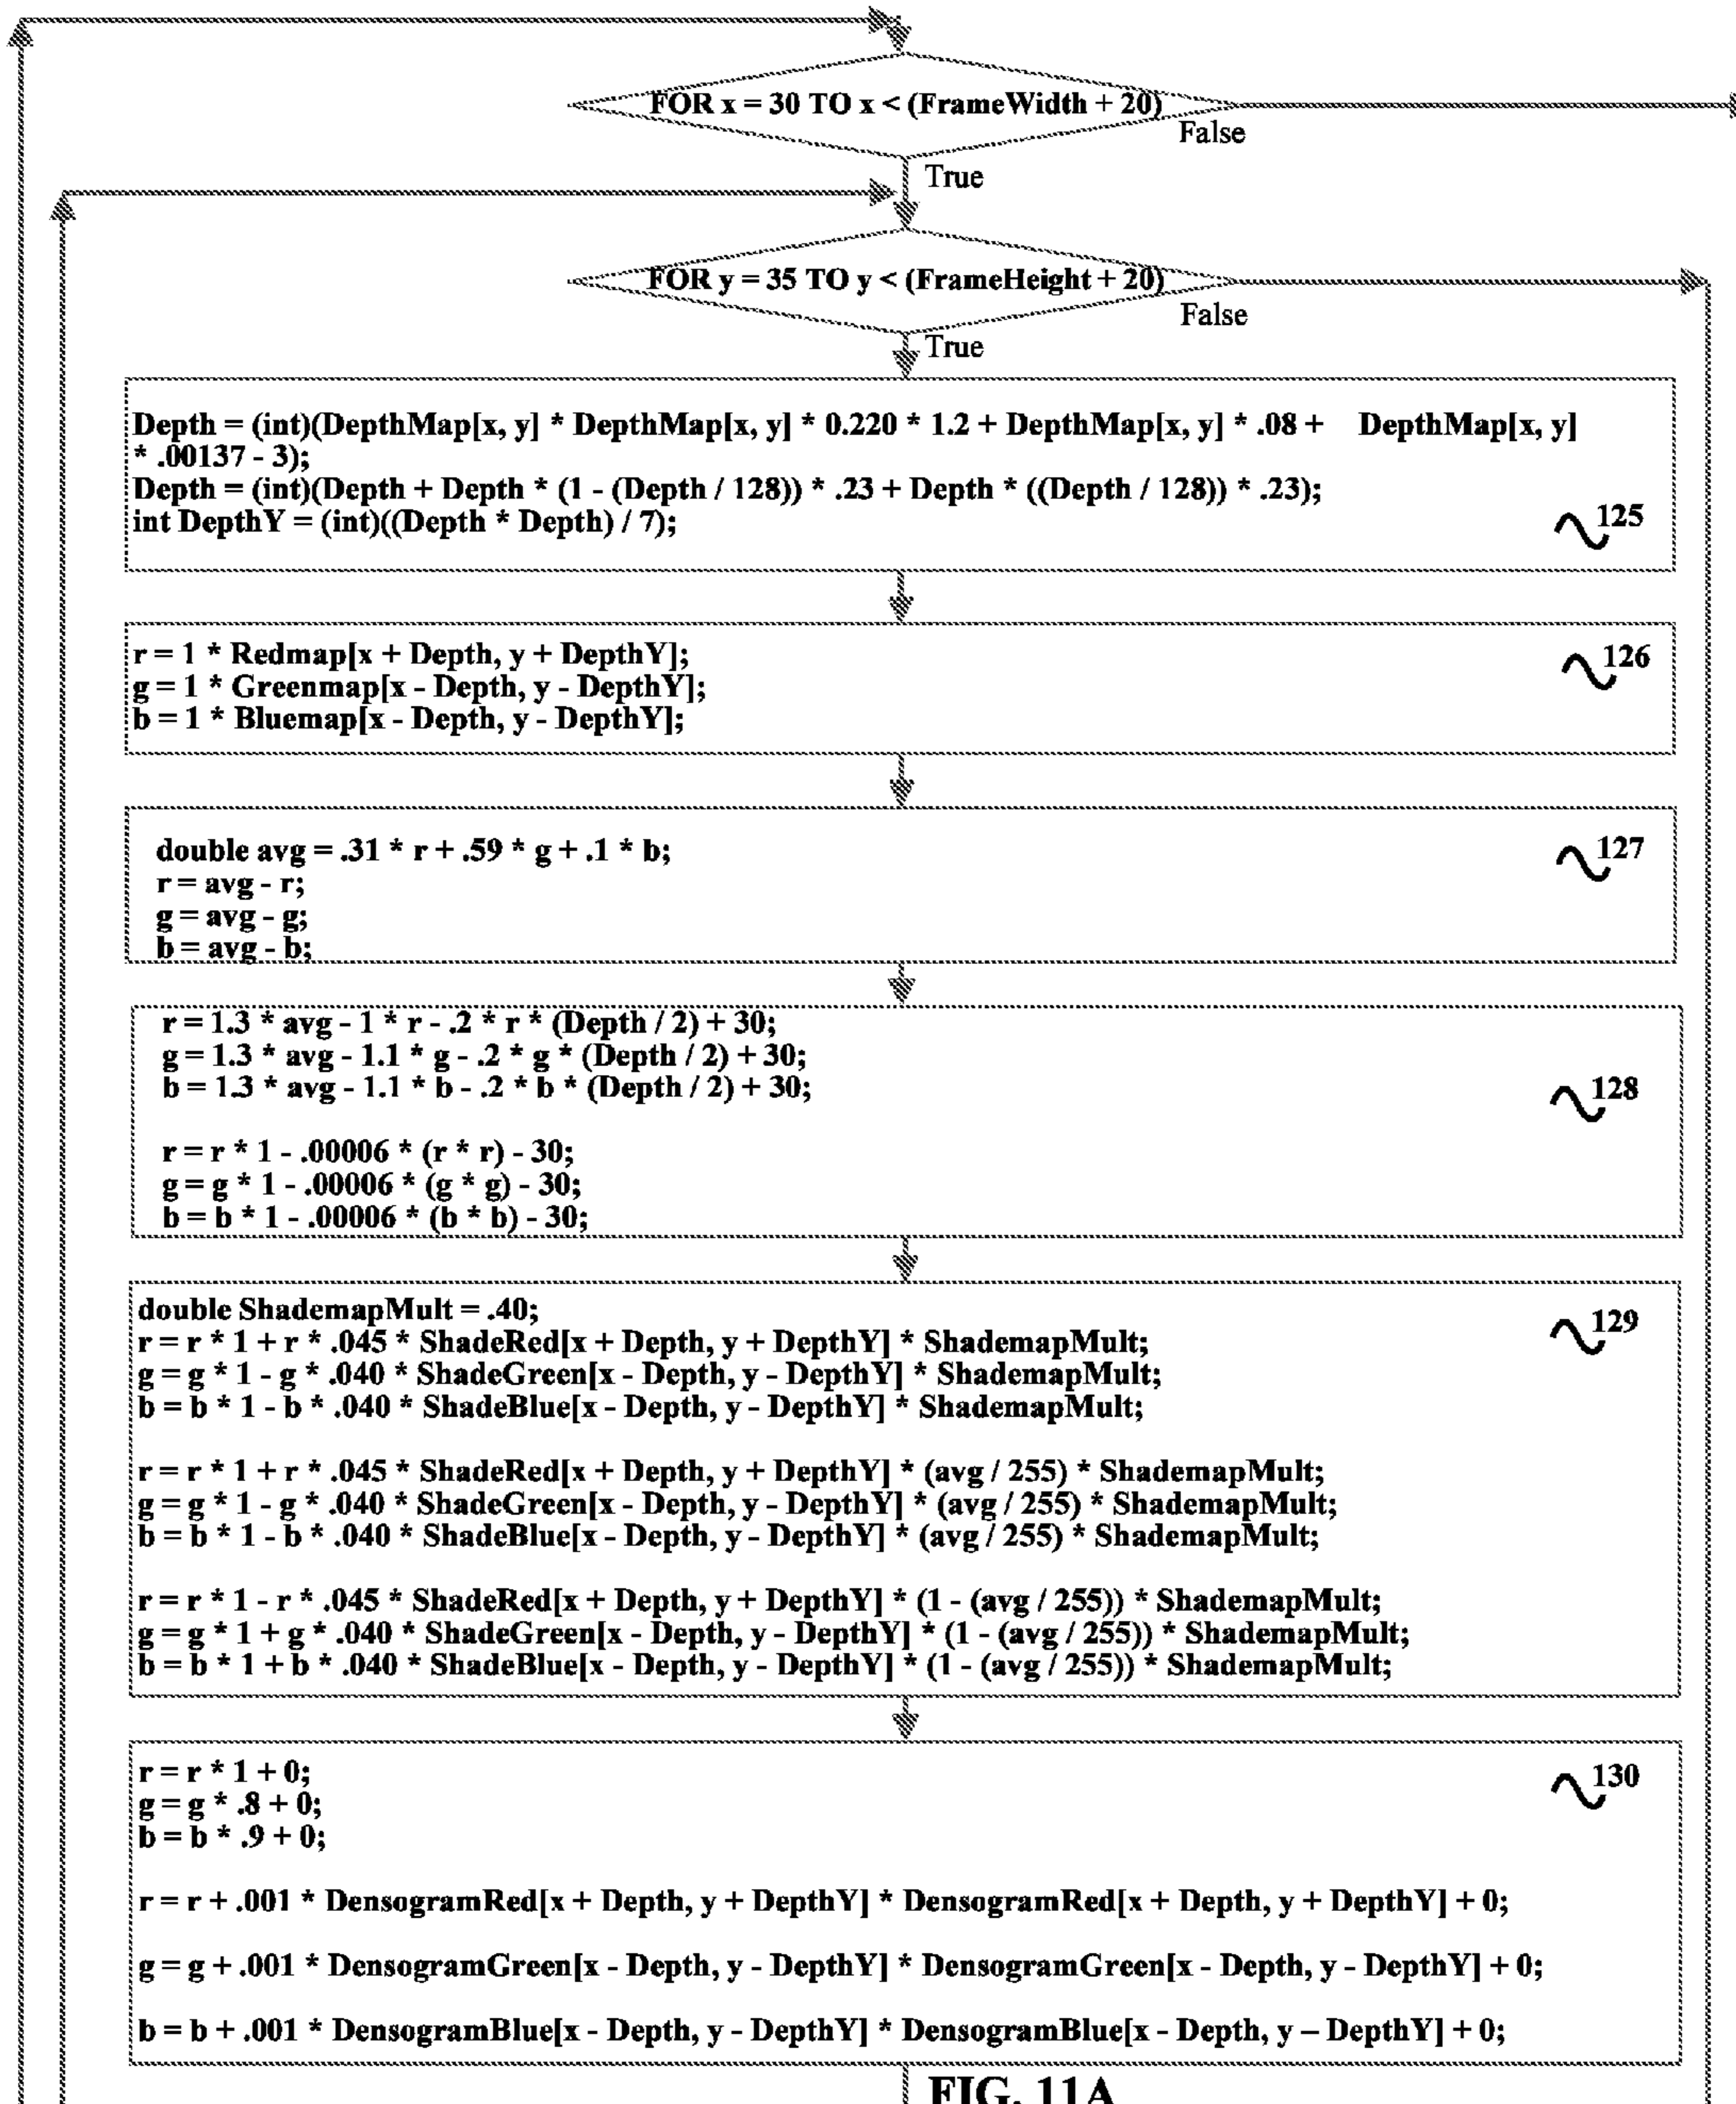 FOR x = 30 TO x < (FrameWidth + 20)
False
True
FOR y = 35 TO y < (FrameHeight + 20)
False
True
Depth = (int)(DepthMap[x, y] * DepthMap[x, y] * 0.220 * 1.2 + DepthMap[x, y] * .08 + DepthMap[x, y]
* .00137 - 3);
Depth = (int)(Depth + Depth * (1 - (Depth / 128)) * .23 + Depth * ((Depth / 128)) * .23);
int DepthY = (int)((Depth * Depth) / 7);
125
r = 1 * Redmap[x + Depth, y + DepthY];
g = 1 * Greenmap[x - Depth, y - DepthY];
b = 1 * Bluemap[x - Depth, y - DepthY];
126
double avg = .31 * r + .59 * g + .1 * b;
r = avg - r;
g = avg - g;
b = avg - b;
127
r = 1.3 * avg - 1 * r - .2 * r * (Depth / 2) + 30;
g = 1.3 * avg - 1.1 * g - .2 * g * (Depth / 2) + 30;
b = 1.3 * avg - 1.1 * b - .2 * b * (Depth / 2) + 30;
r = r * 1 - .00006 * (r * r) - 30;
g = g * 1 - .00006 * (g * g) - 30;
b = b * 1 - .00006 * (b * b) - 30;
128
double ShademapMult = .40;
r = r * 1 + r * .045 * ShadeRed[x + Depth, y + DepthY] * ShademapMult;
g = g * 1 - g * .040 * ShadeGreen[x - Depth, y - DepthY] * ShademapMult;
b = b * 1 - b * .040 * ShadeBlue[x - Depth, y - DepthY] * ShademapMult;
r = r * 1 + r * .045 * ShadeRed[x + Depth, y + DepthY] * (avg / 255) * ShademapMult;
g = g * 1 - g * .040 * ShadeGreen[x - Depth, y - DepthY] * (avg / 255) * ShademapMult;
b = b * 1 - b * .040 * ShadeBlue[x - Depth, y - DepthY] * (avg / 255) * ShademapMult;
r = r * 1 - r * .045 * ShadeRed[x + Depth, y + DepthY] * (1 - (avg / 255)) * ShademapMult;
g = g * 1 + g * .040 * ShadeGreen[x - Depth, y - DepthY] * (1 - (avg / 255)) * ShademapMult;
b = b * 1 + b * .040 * ShadeBlue[x - Depth, y - DepthY] * (1 - (avg / 255)) * ShademapMult;
129
r = r * 1 + 0;
g = g * .8 + 0;
b = b * .9 + 0;
r = r + .001 * DensogramRed[x + Depth, y + DepthY] * DensogramRed[x + Depth, y + DepthY] + 0;
g = g + .001 * DensogramGreen[x - Depth, y - DepthY] * DensogramGreen[x - Depth, y - DepthY] + 0;
b = b + .001 * DensogramBlue[x - Depth, y - DepthY] * DensogramBlue[x - Depth, y – DepthY] + 0;
130
FIG. 11A